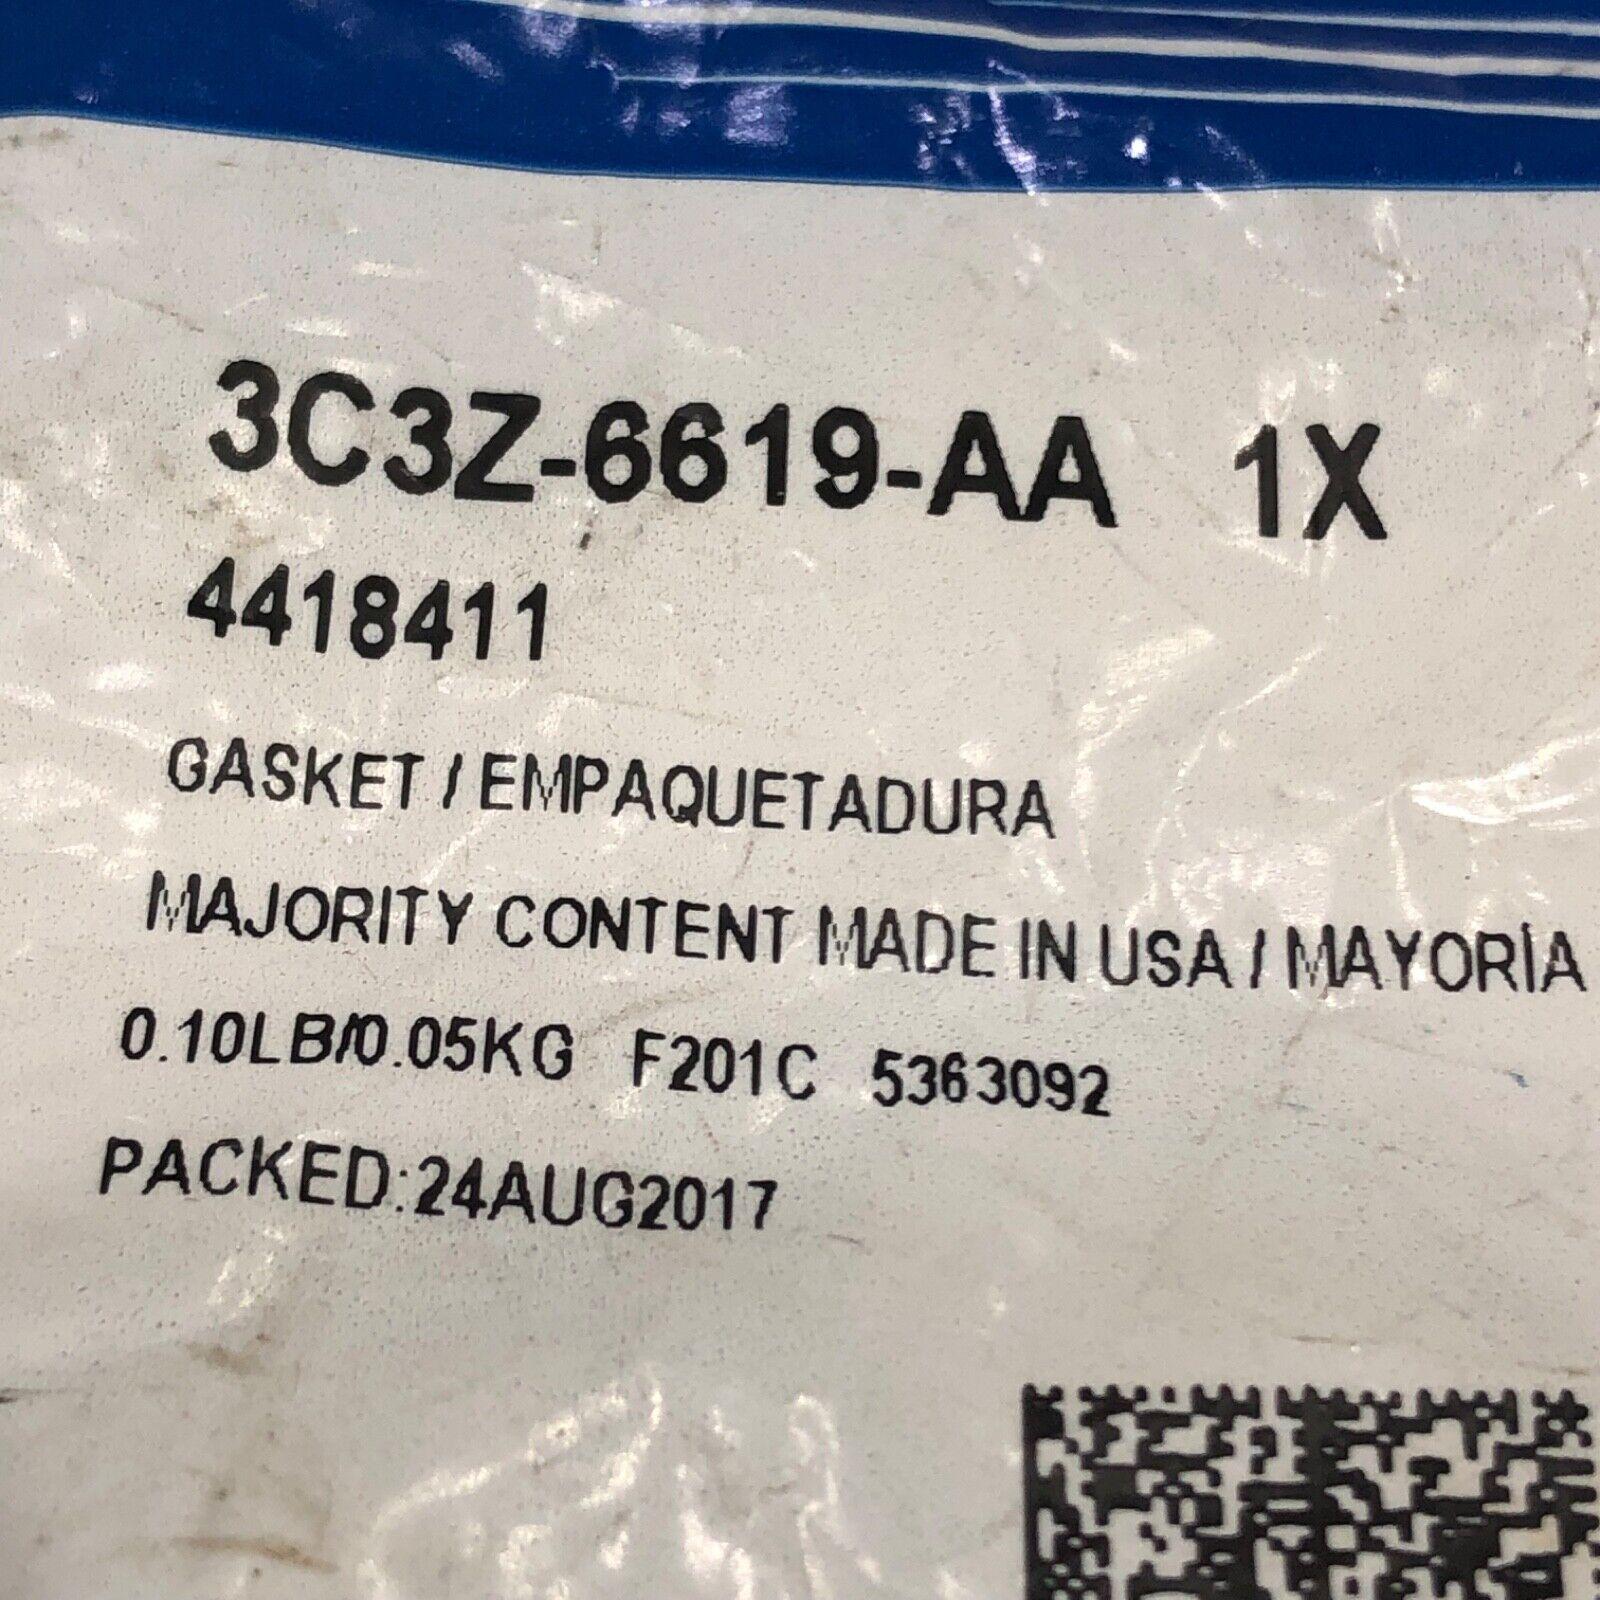 3C3Z-6619-AA 1X
4418411
GASKET / EMPAQUETADURA
MAJORITY CONTENT MADE IN USA / MAYORÍA
0.10LB/0.05KG F201C 5363092
PACKED:24AUG2017